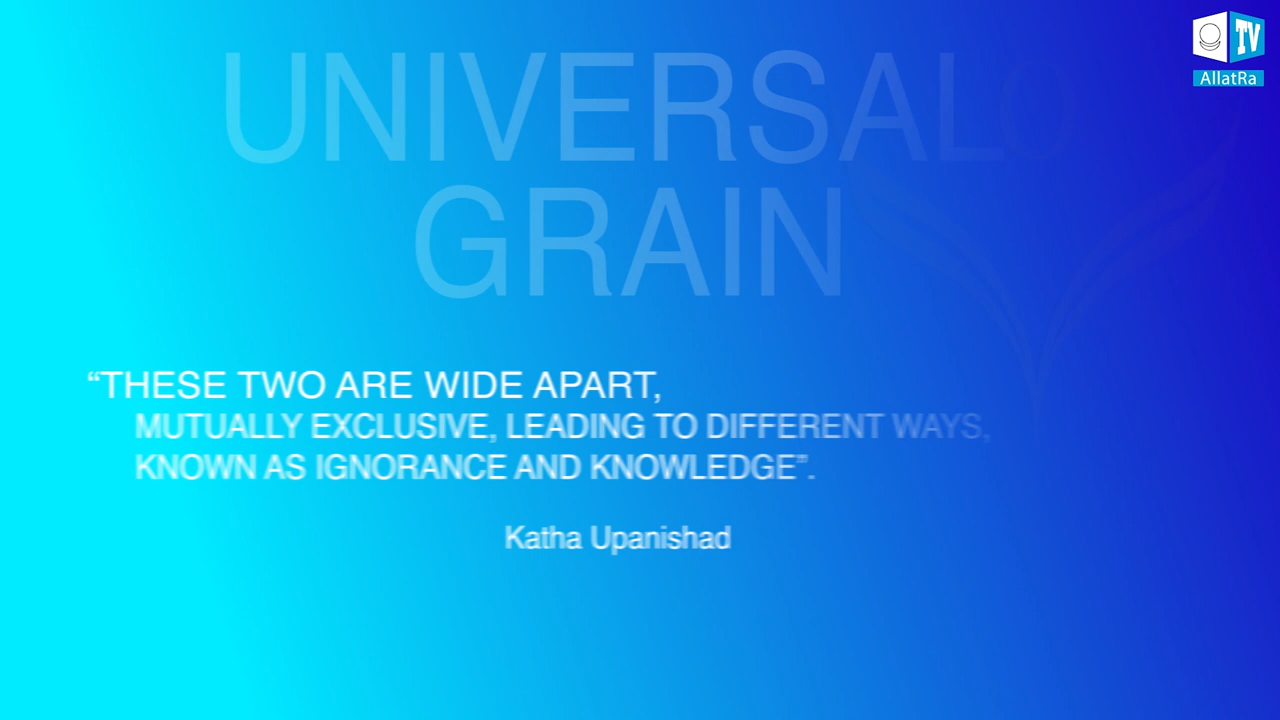 TV
AllatRa
UNIVERSALO
GRAIN
“THESE TWO ARE WIDE APART,
MUTUALLY EXCLUSIVE, LEADING TO DIFFERENT WAYS,
KNOWN AS IGNORANCE AND KNOWLEDGE”.
Katha Upanishad